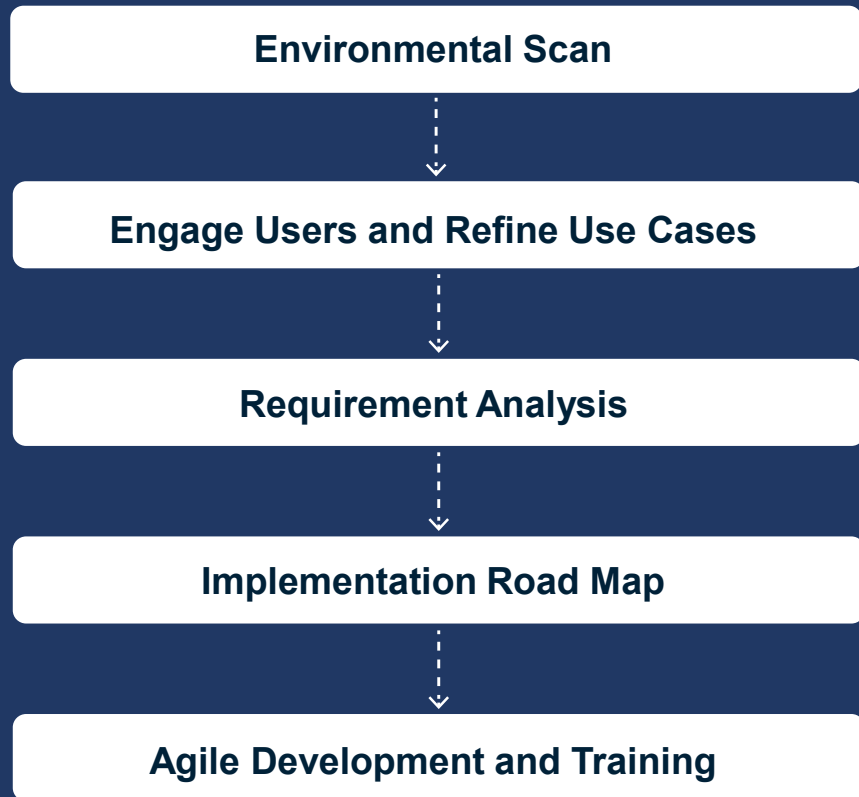 Environmental Scan
Engage Users and Refine Use Cases
Requirement Analysis
Implementation Road Map
Agile Development and Training